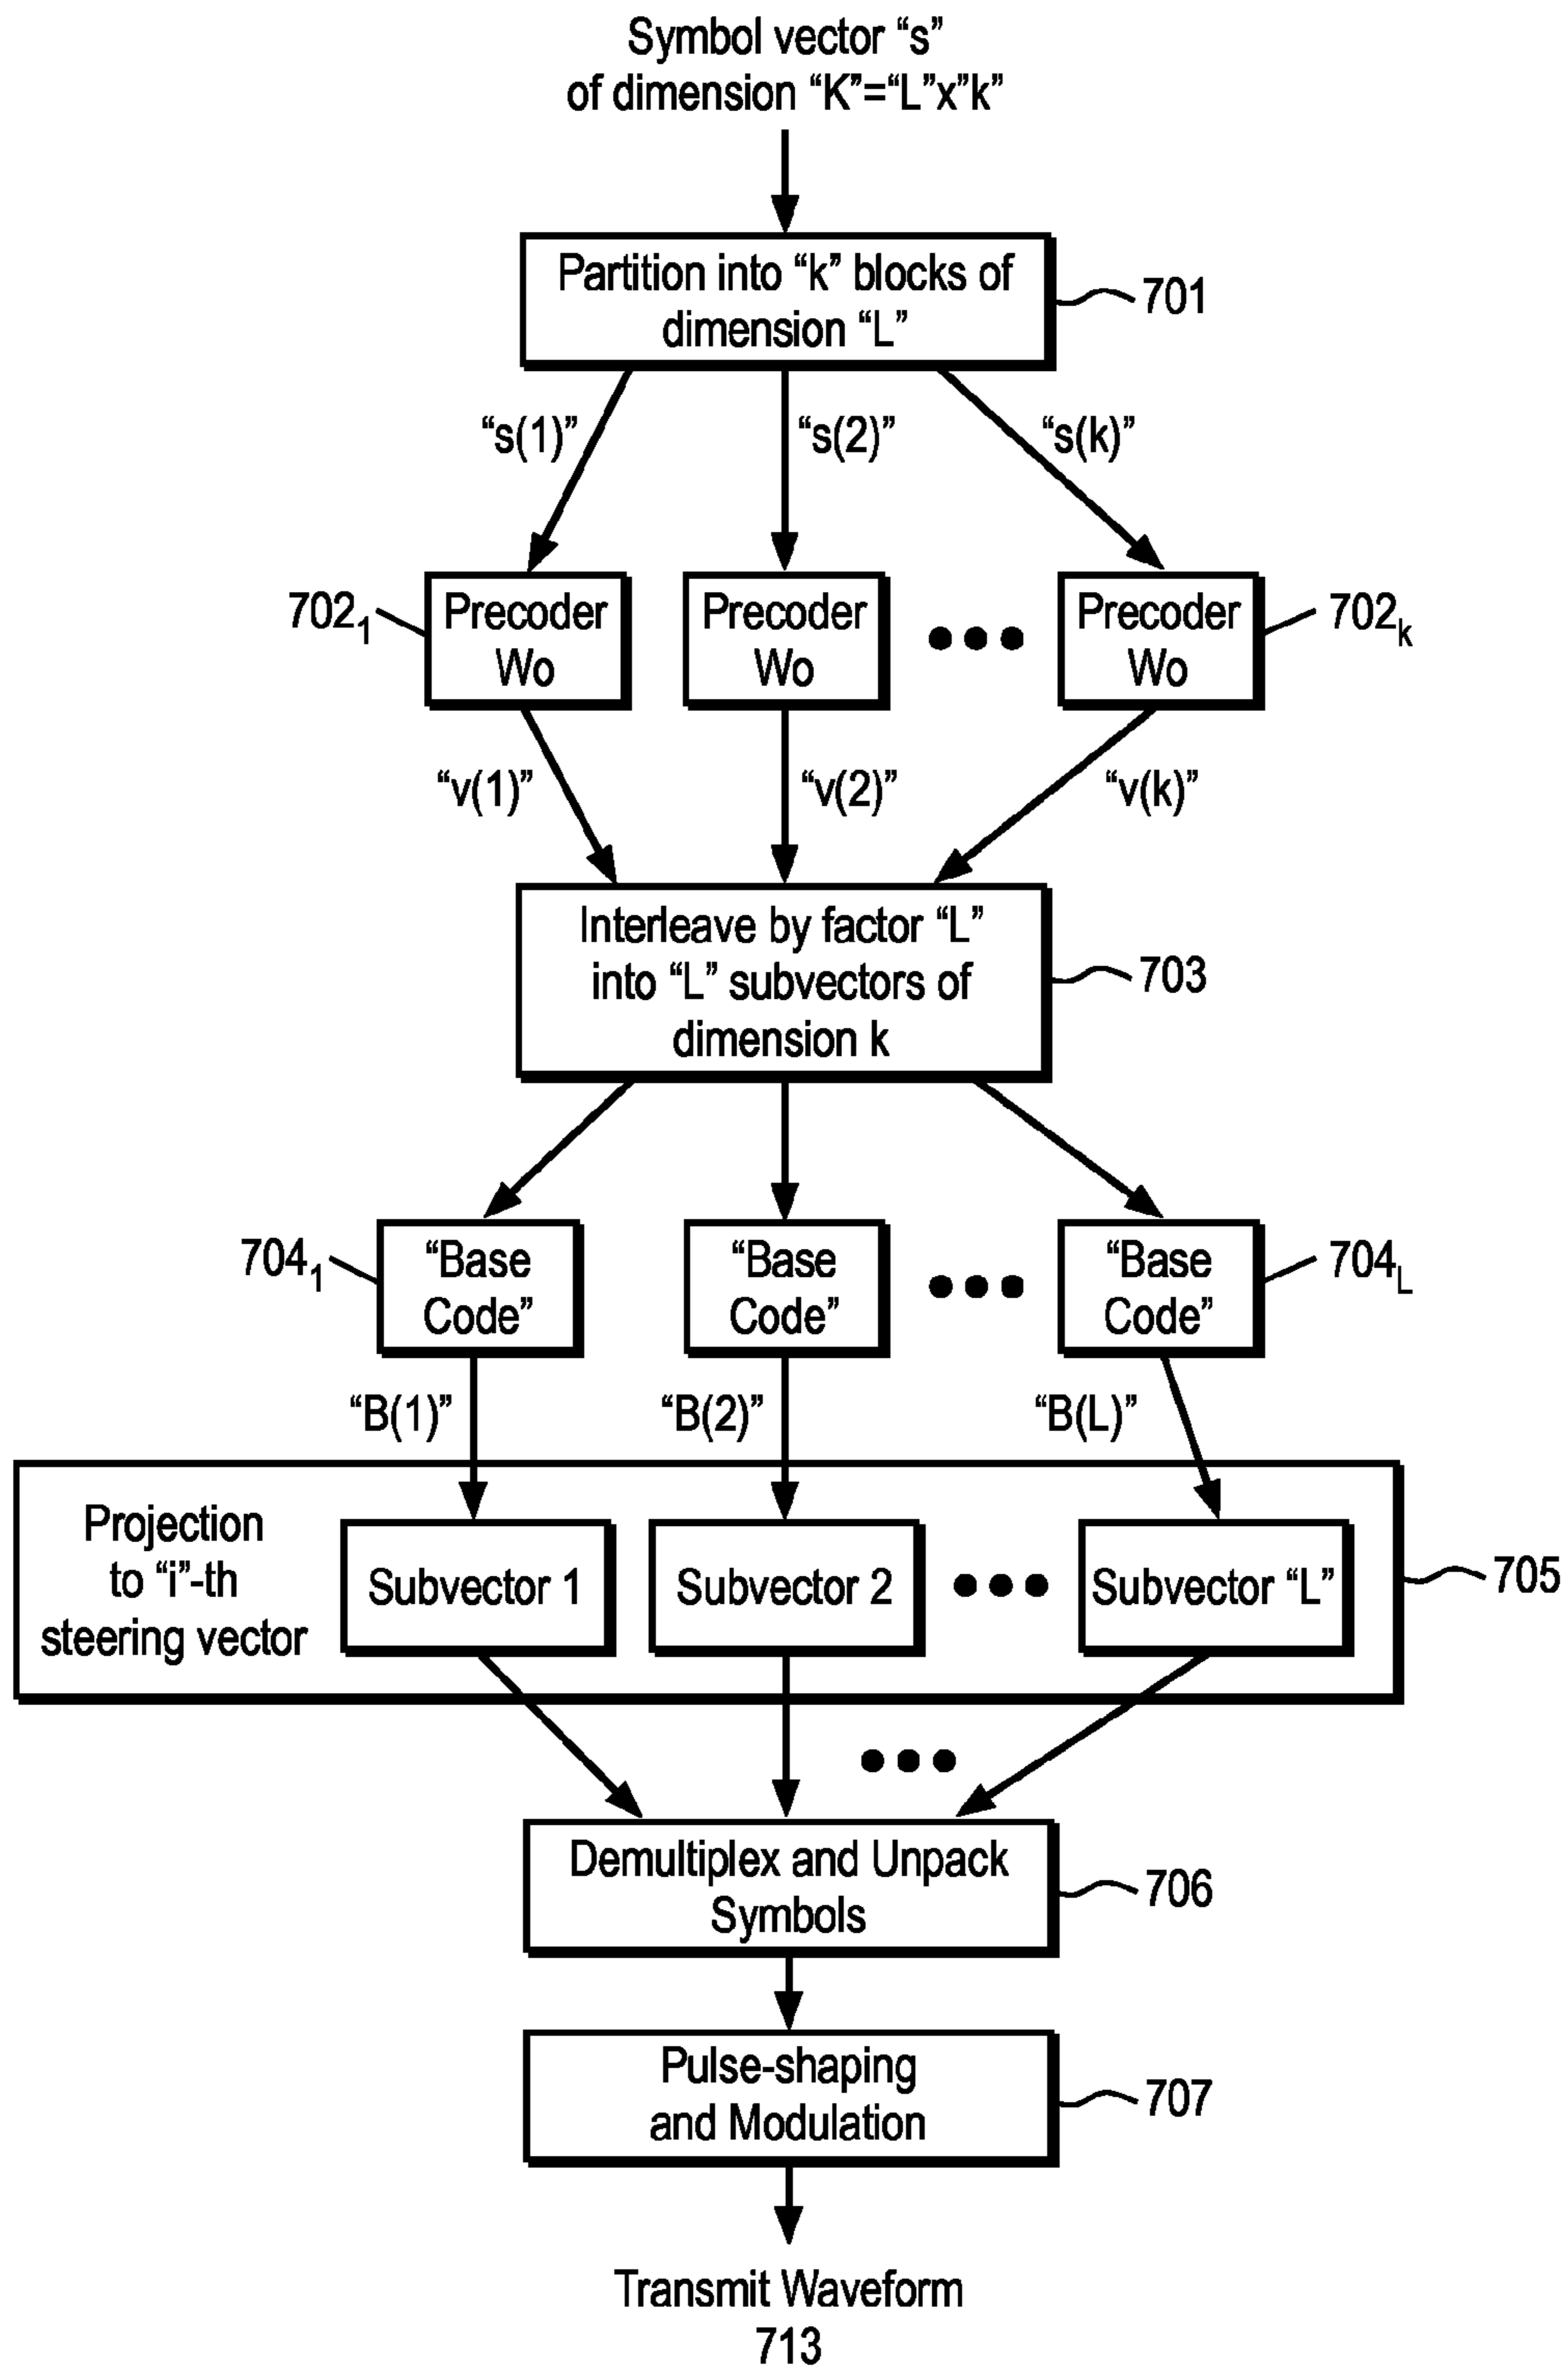 Symbol vector “s”
of dimension “K”=“L”x”k”
Partition into “k” blocks of
dimension “L”
701
“s(1)”
“s(2)”
“s(k)”
702₁
Precoder
Wo
Precoder
Wo
Precoder
Wo
702ₖ
“v(1)”
“v(2)”
“v(k)”
Interleave by factor “L”
into “L” subvectors of
dimension k
703
704₁
“Base
Code”
“Base
Code”
“Base
Code”
704L
“B(1)”
“B(2)”
“B(L)”
Projection
to “i”-th
steering vector
Subvector 1
Subvector 2
Subvector “L”
705
Demultiplex and Unpack
Symbols
706
Pulse-shaping
and Modulation
707
Transmit Waveform
713